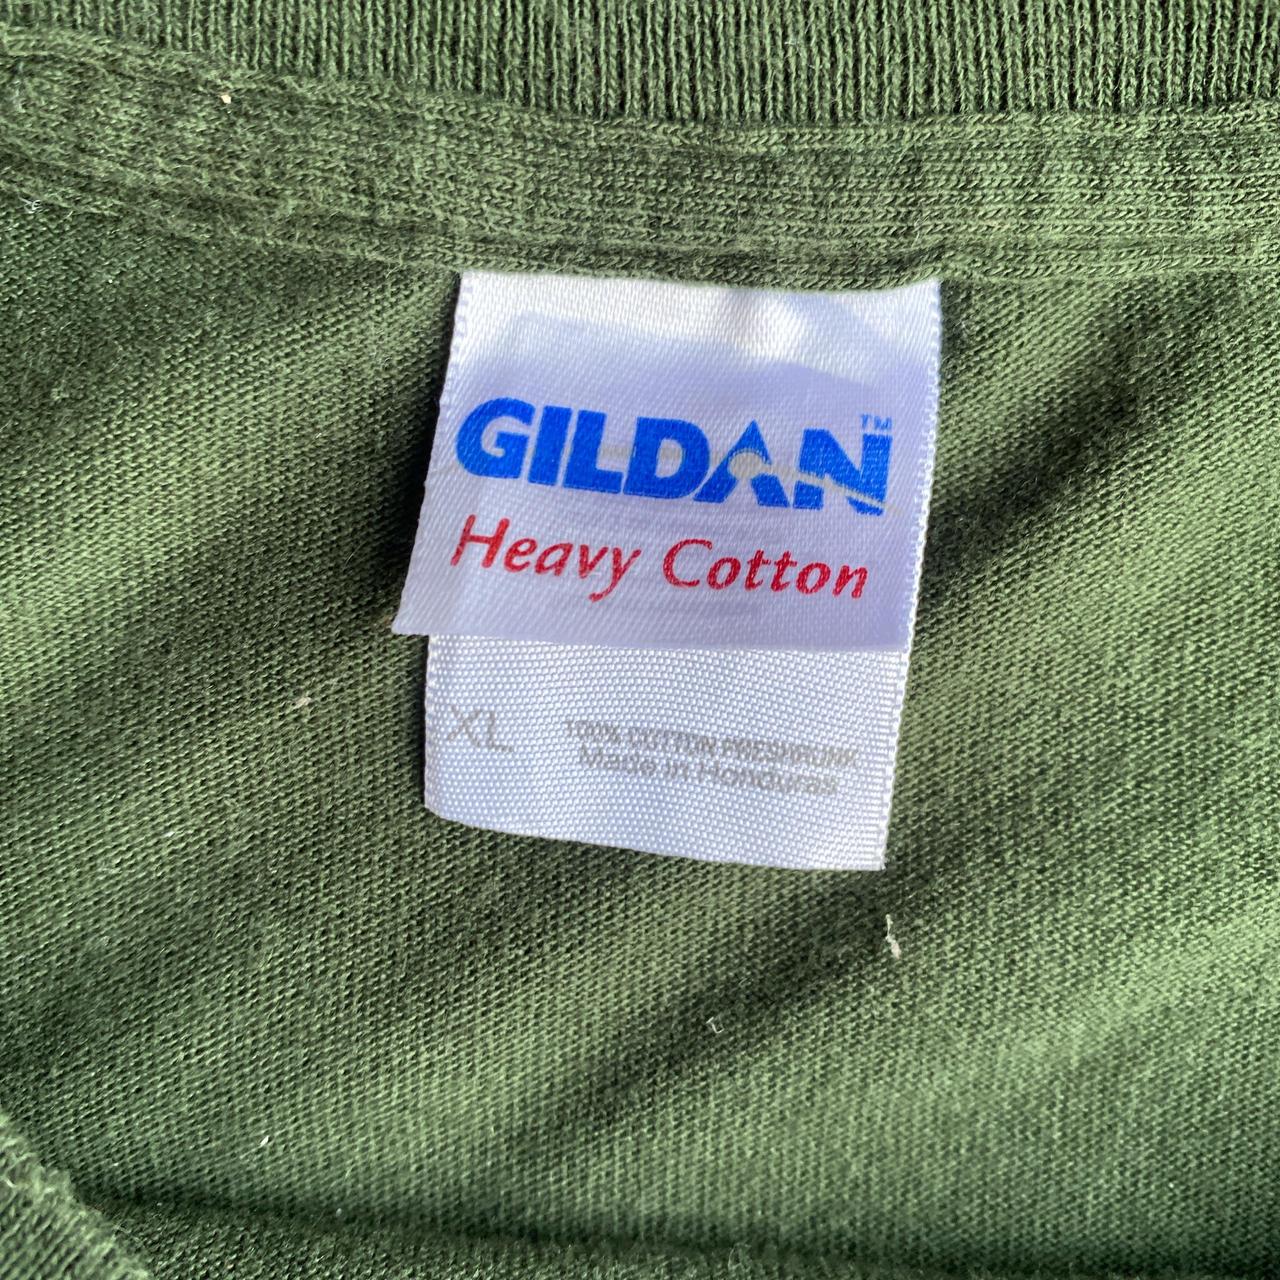 GILDAN™
Heavy Cotton
XL
100% COTTON PRESHRUNK
Made in Honduras